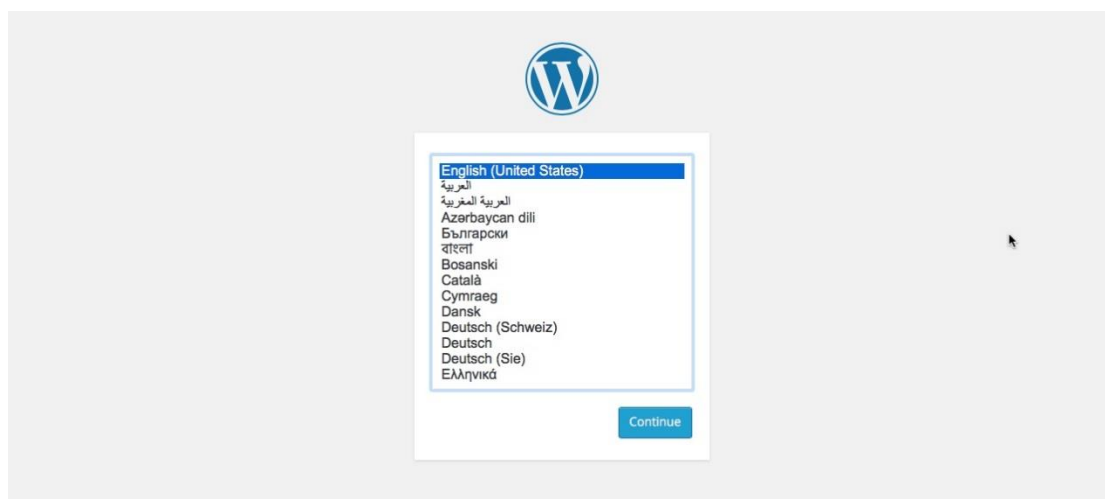 English (United States)
العربية
العربية المغربية
Azərbaycan dili
Български
বাংলা
Bosanski
Català
Cymraeg
Dansk
Deutsch (Schweiz)
Deutsch
Deutsch (Sie)
Ελληνικά
Continue